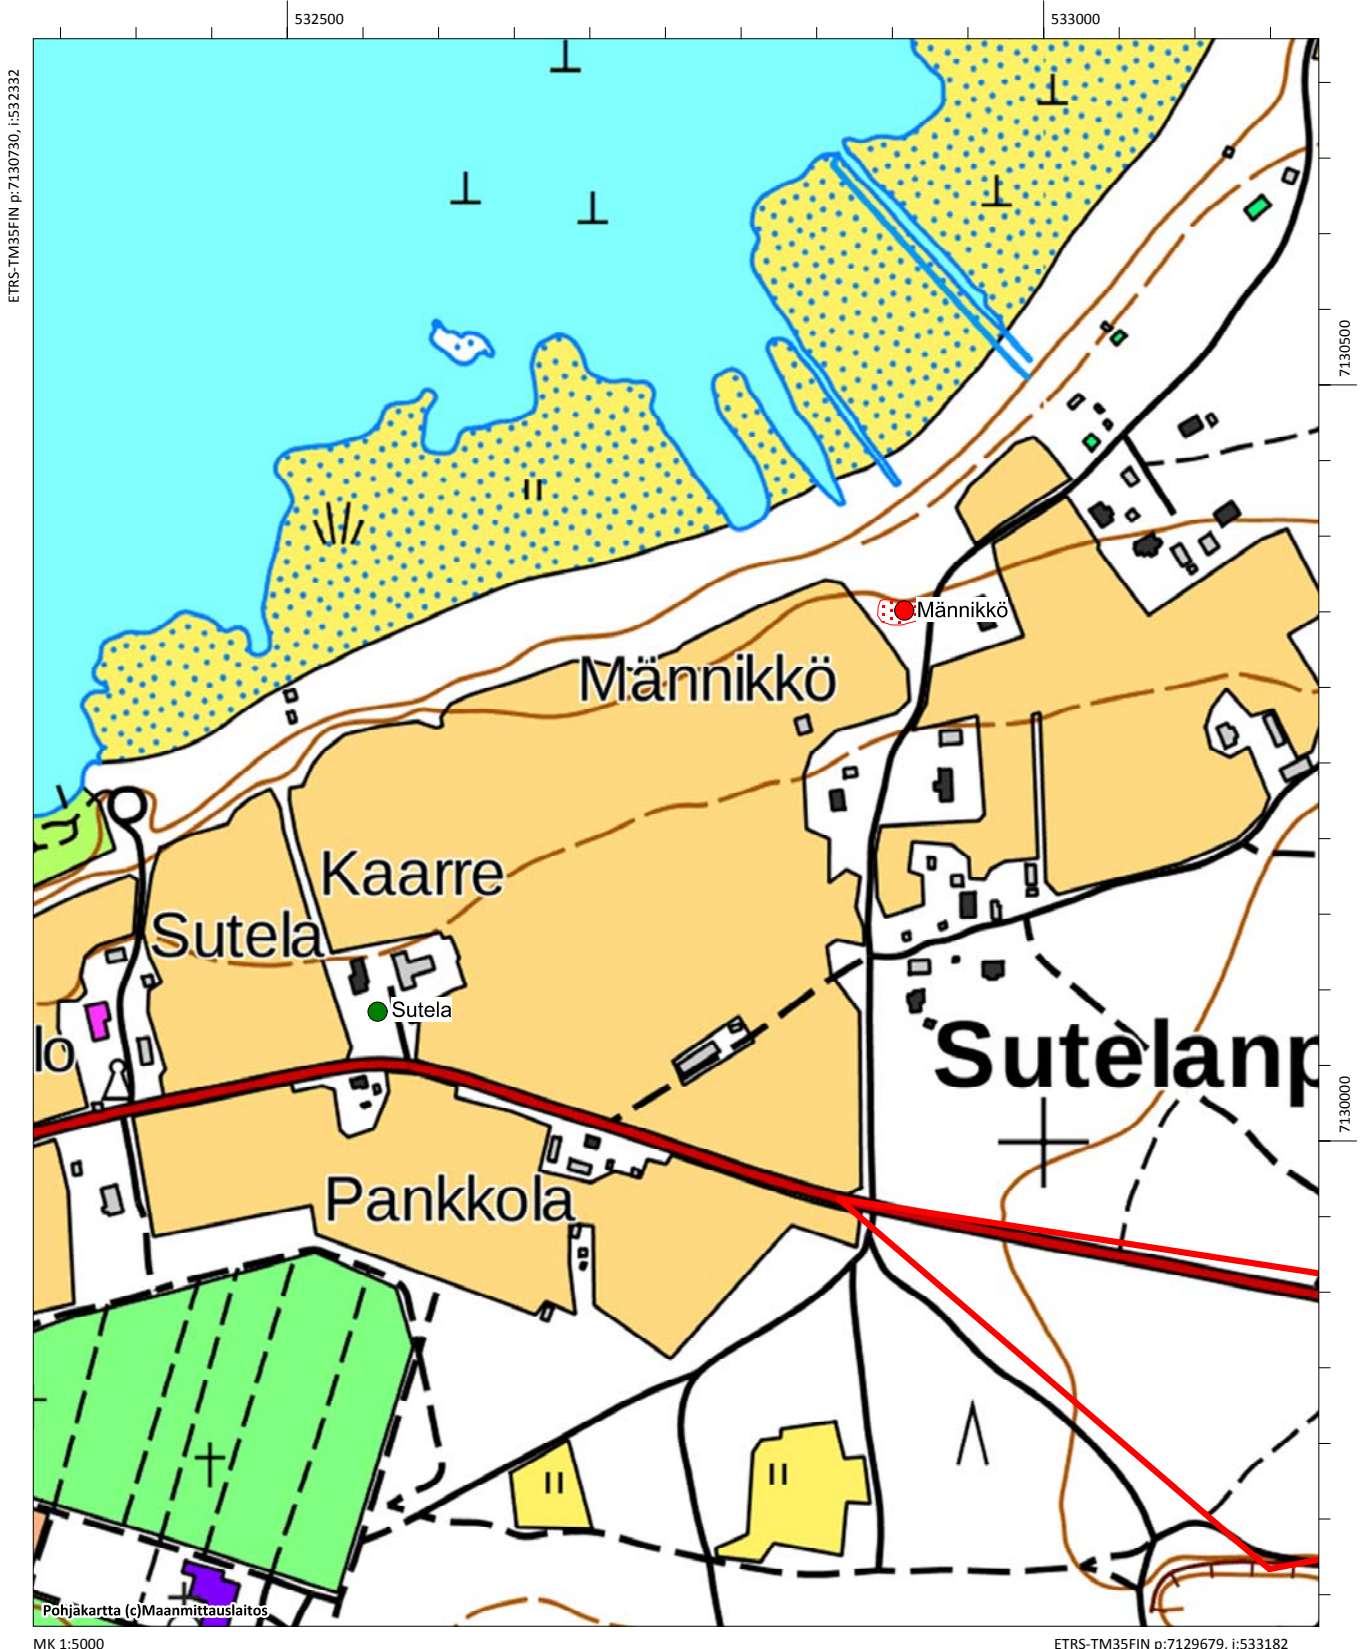 532500
533000
ETRS-TM35FIN p:7130730, i:532332
7130500
Männikkö
Männikkö
Kaarre
Sutela
Sutela
lo
Sutelanp
7130000
Pankkola
Pohjakartta (c)Maanmittauslaitos
MK 1:5000
ETRS-TM35FIN p:7129679, i:533182